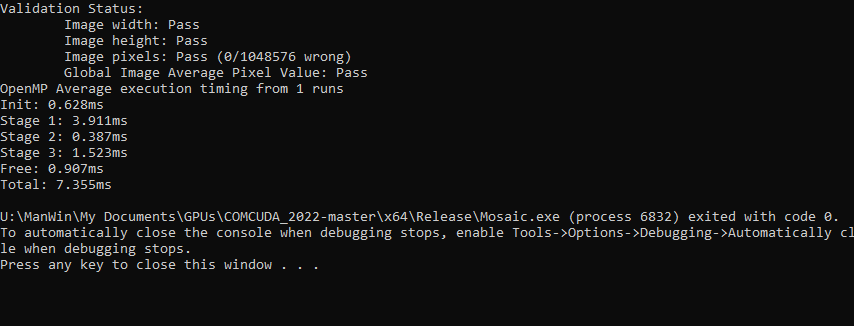 Validation Status:
Image width: Pass
Image height: Pass
Image pixels: Pass (0/1048576 wrong)
Global Image Average Pixel Value: Pass
OpenMP Average execution timing from 1 runs
Init: 0.628ms
Stage 1: 3.911ms
Stage 2: 0.387ms
Stage 3: 1.523ms
Free: 0.907ms
Total: 7.355ms
U:\ManWin\My Documents\GPUs\COMCUDA_2022-master\x64\Release\Mosaic.exe (process 6832) exited with code 0.
To automatically close the console when debugging stops, enable Tools->Options->Debugging->Automatically cl
le when debugging stops.
Press any key to close this window . . .